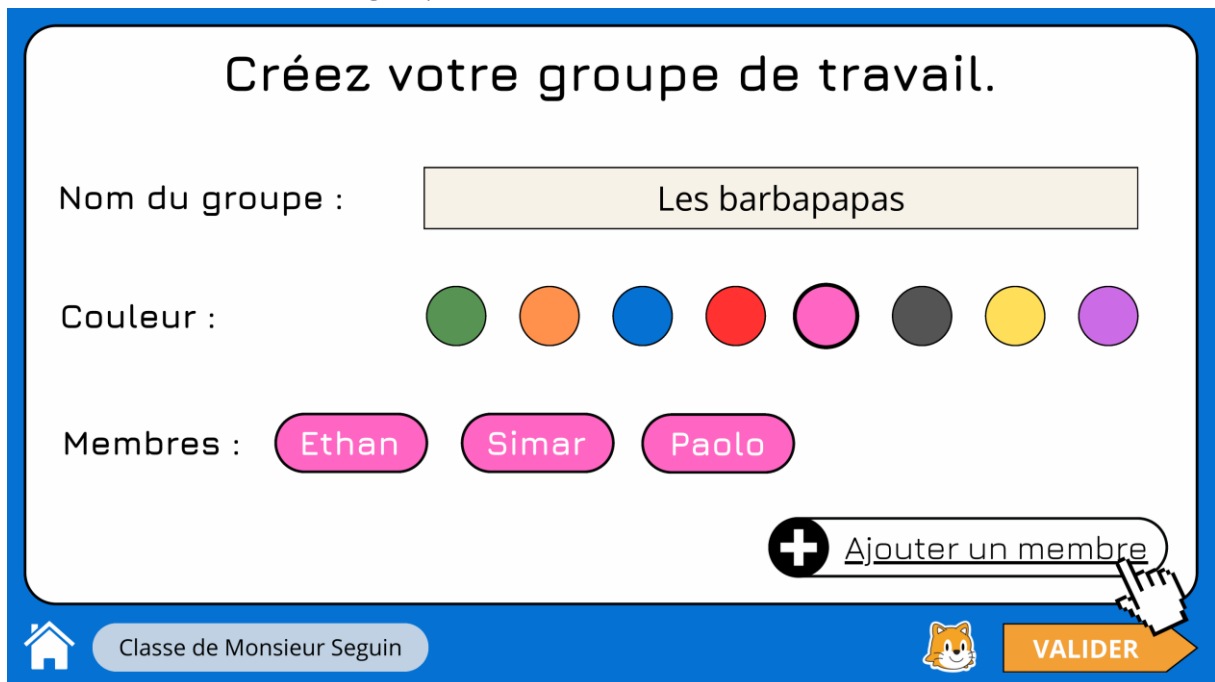 Créez votre groupe de travail.
Nom du groupe :
Les barbapapas
Couleur :
Membres :
Ethan
Simar
Paolo
Ajouter un membre
Classe de Monsieur Seguin
VALIDER